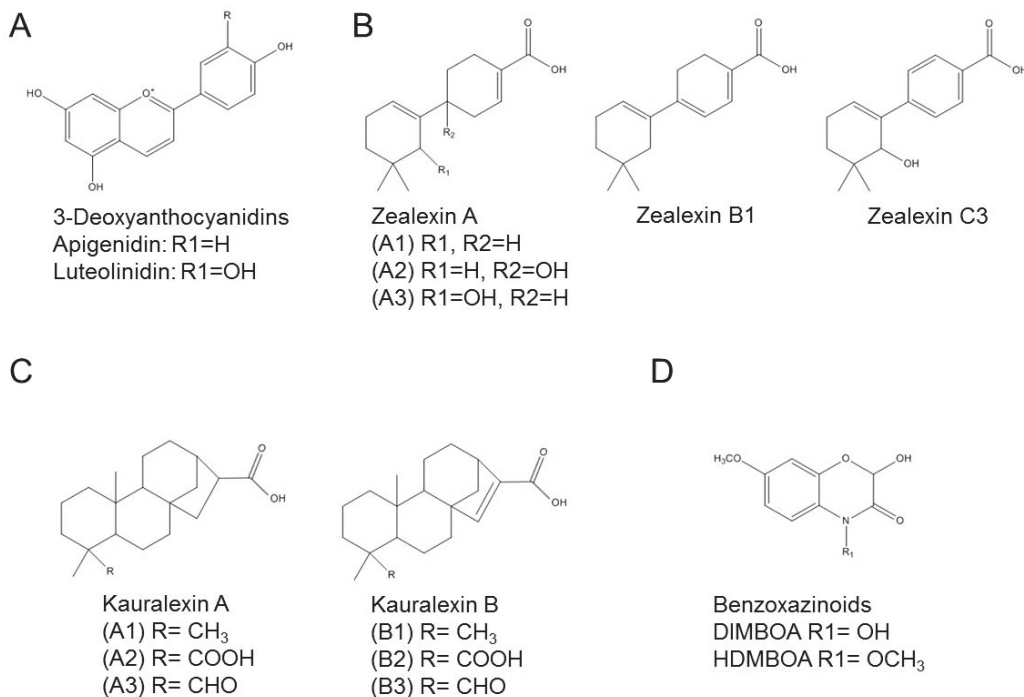 A
R
OH
HO
O+
OH
3-Deoxyanthocyanidins
Apigenidin: R1=H
Luteolinidin: R1=OH
B
O
OH
R2
R1
Zealexin A
(A1) R1, R2=H
(A2) R1=H, R2=OH
(A3) R1=OH, R2=H
O
OH
Zealexin B1
O
OH
OH
Zealexin C3
C
O
OH
R
Kauralexin A
(A1) R= CH₃
(A2) R= COOH
(A3) R= CHO
O
OH
R
Kauralexin B
(B1) R= CH₃
(B2) R= COOH
(B3) R= CHO
D
H₃CO
O
OH
N
O
R₁
Benzoxazinoids
DIMBOA R1= OH
HDMBOA R1= OCH₃